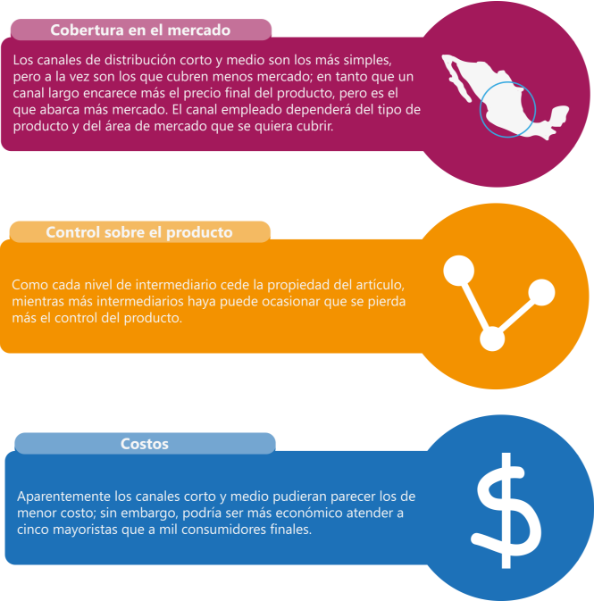 Cobertura en el mercado
Los canales de distribución corto y medio son los más simples,
pero a la vez son los que cubren menos mercado; en tanto que un
canal largo encarece más el precio final del producto, pero es el
que abarca más mercado. El canal empleado dependerá del tipo de
producto y del área de mercado que se quiera cubrir.
Control sobre el producto
Como cada nivel de intermediario cede la propiedad del artículo,
mientras más intermediarios haya puede ocasionar que se pierda
más el control del producto.
Costos
Aparentemente los canales corto y medio pudieran parecer los de
menor costo; sin embargo, podría ser más económico atender a
cinco mayoristas que a mil consumidores finales.
$